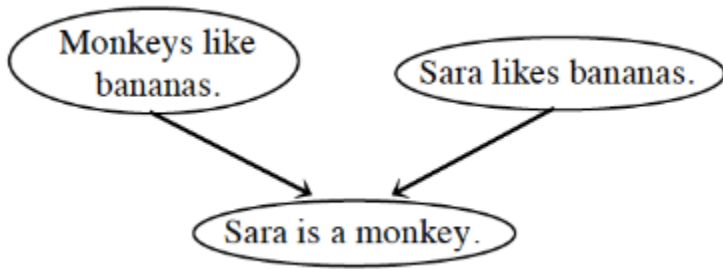 Monkeys like
bananas.
Sara likes bananas.
Sara is a monkey.